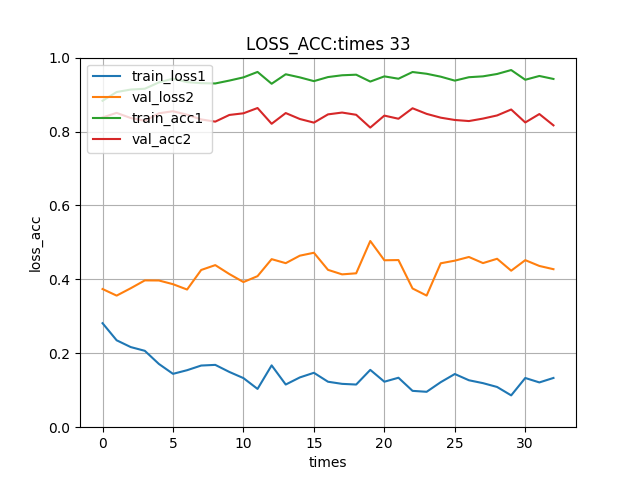 LOSS_ACC:times 33
1.0
train_loss1
val_loss2
train_acc1
val_acc2
0.8
0.6
loss_acc
0.4
0.2
0.0
0 5 10 15 20 25 30
times